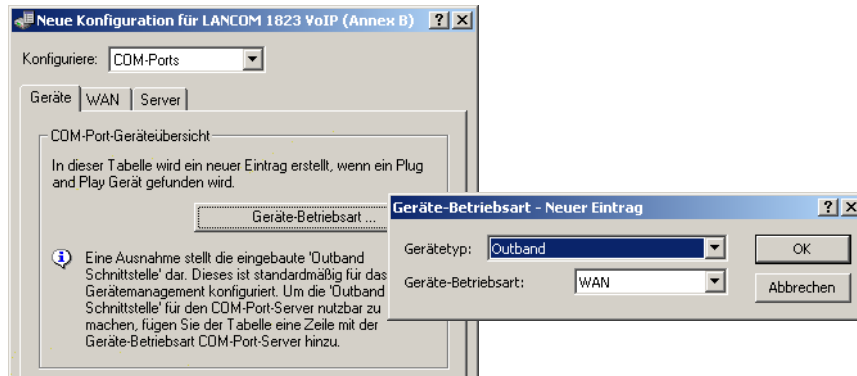 Neue Konfiguration für LANCOM 1823 VoIP (Annex B)
Konfiguriere: COM-Ports
Geräte WAN Server
COM-Port-Geräteübersicht
In dieser Tabelle wird ein neuer Eintrag erstellt, wenn ein Plug
and Play Gerät gefunden wird.
Geräte-Betriebsart ...
Eine Ausnahme stellt die eingebaute 'Outband
Schnittstelle' dar. Dieses ist standardmäßig für das
Gerätemanagement konfiguriert. Um die 'Outband
Schnittstelle' für den COM-Port-Server nutzbar zu
machen, fügen Sie der Tabelle eine Zeile mit der
Geräte-Betriebsart COM-Port-Server hinzu.
Geräte-Betriebsart - Neuer Eintrag
Gerätetyp: Outband
OK
Geräte-Betriebsart: WAN
Abbrechen